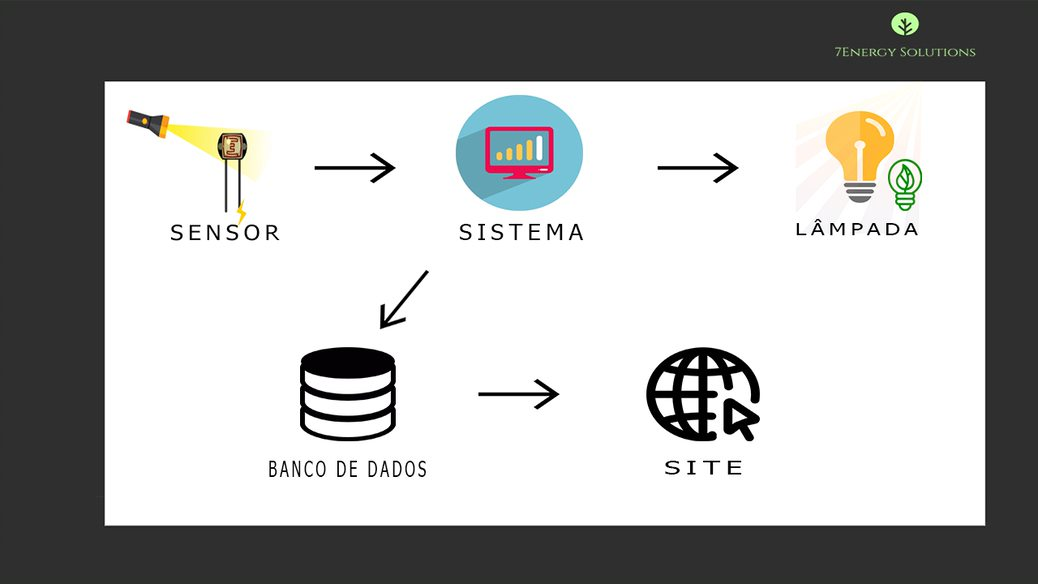 7Energy Solutions
SENSOR
SISTEMA
LÂMPADA
BANCO DE DADOS
SITE